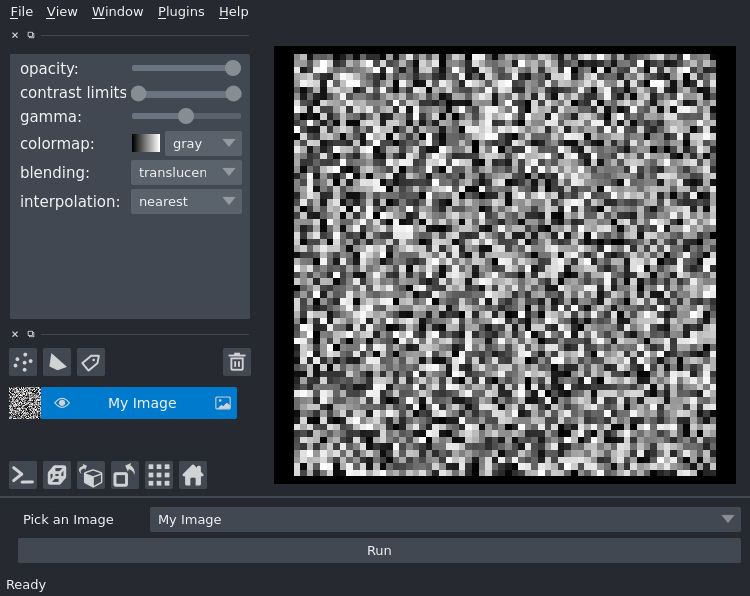 File View Window Plugins Help
opacity:
contrast limits
gamma:
colormap: gray
blending: translucen
interpolation: nearest
My Image
Pick an Image My Image
Run
Ready